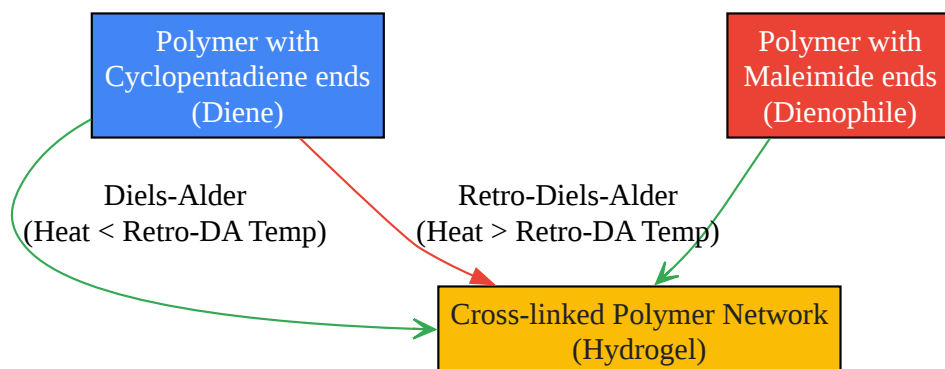 Polymer with
Cyclopentadiene ends
(Diene)
Polymer with
Maleimide ends
(Dienophile)
Diels-Alder
(Heat < Retro-DA Temp)
Retro-Diels-Alder
(Heat > Retro-DA Temp)
Cross-linked Polymer Network
(Hydrogel)